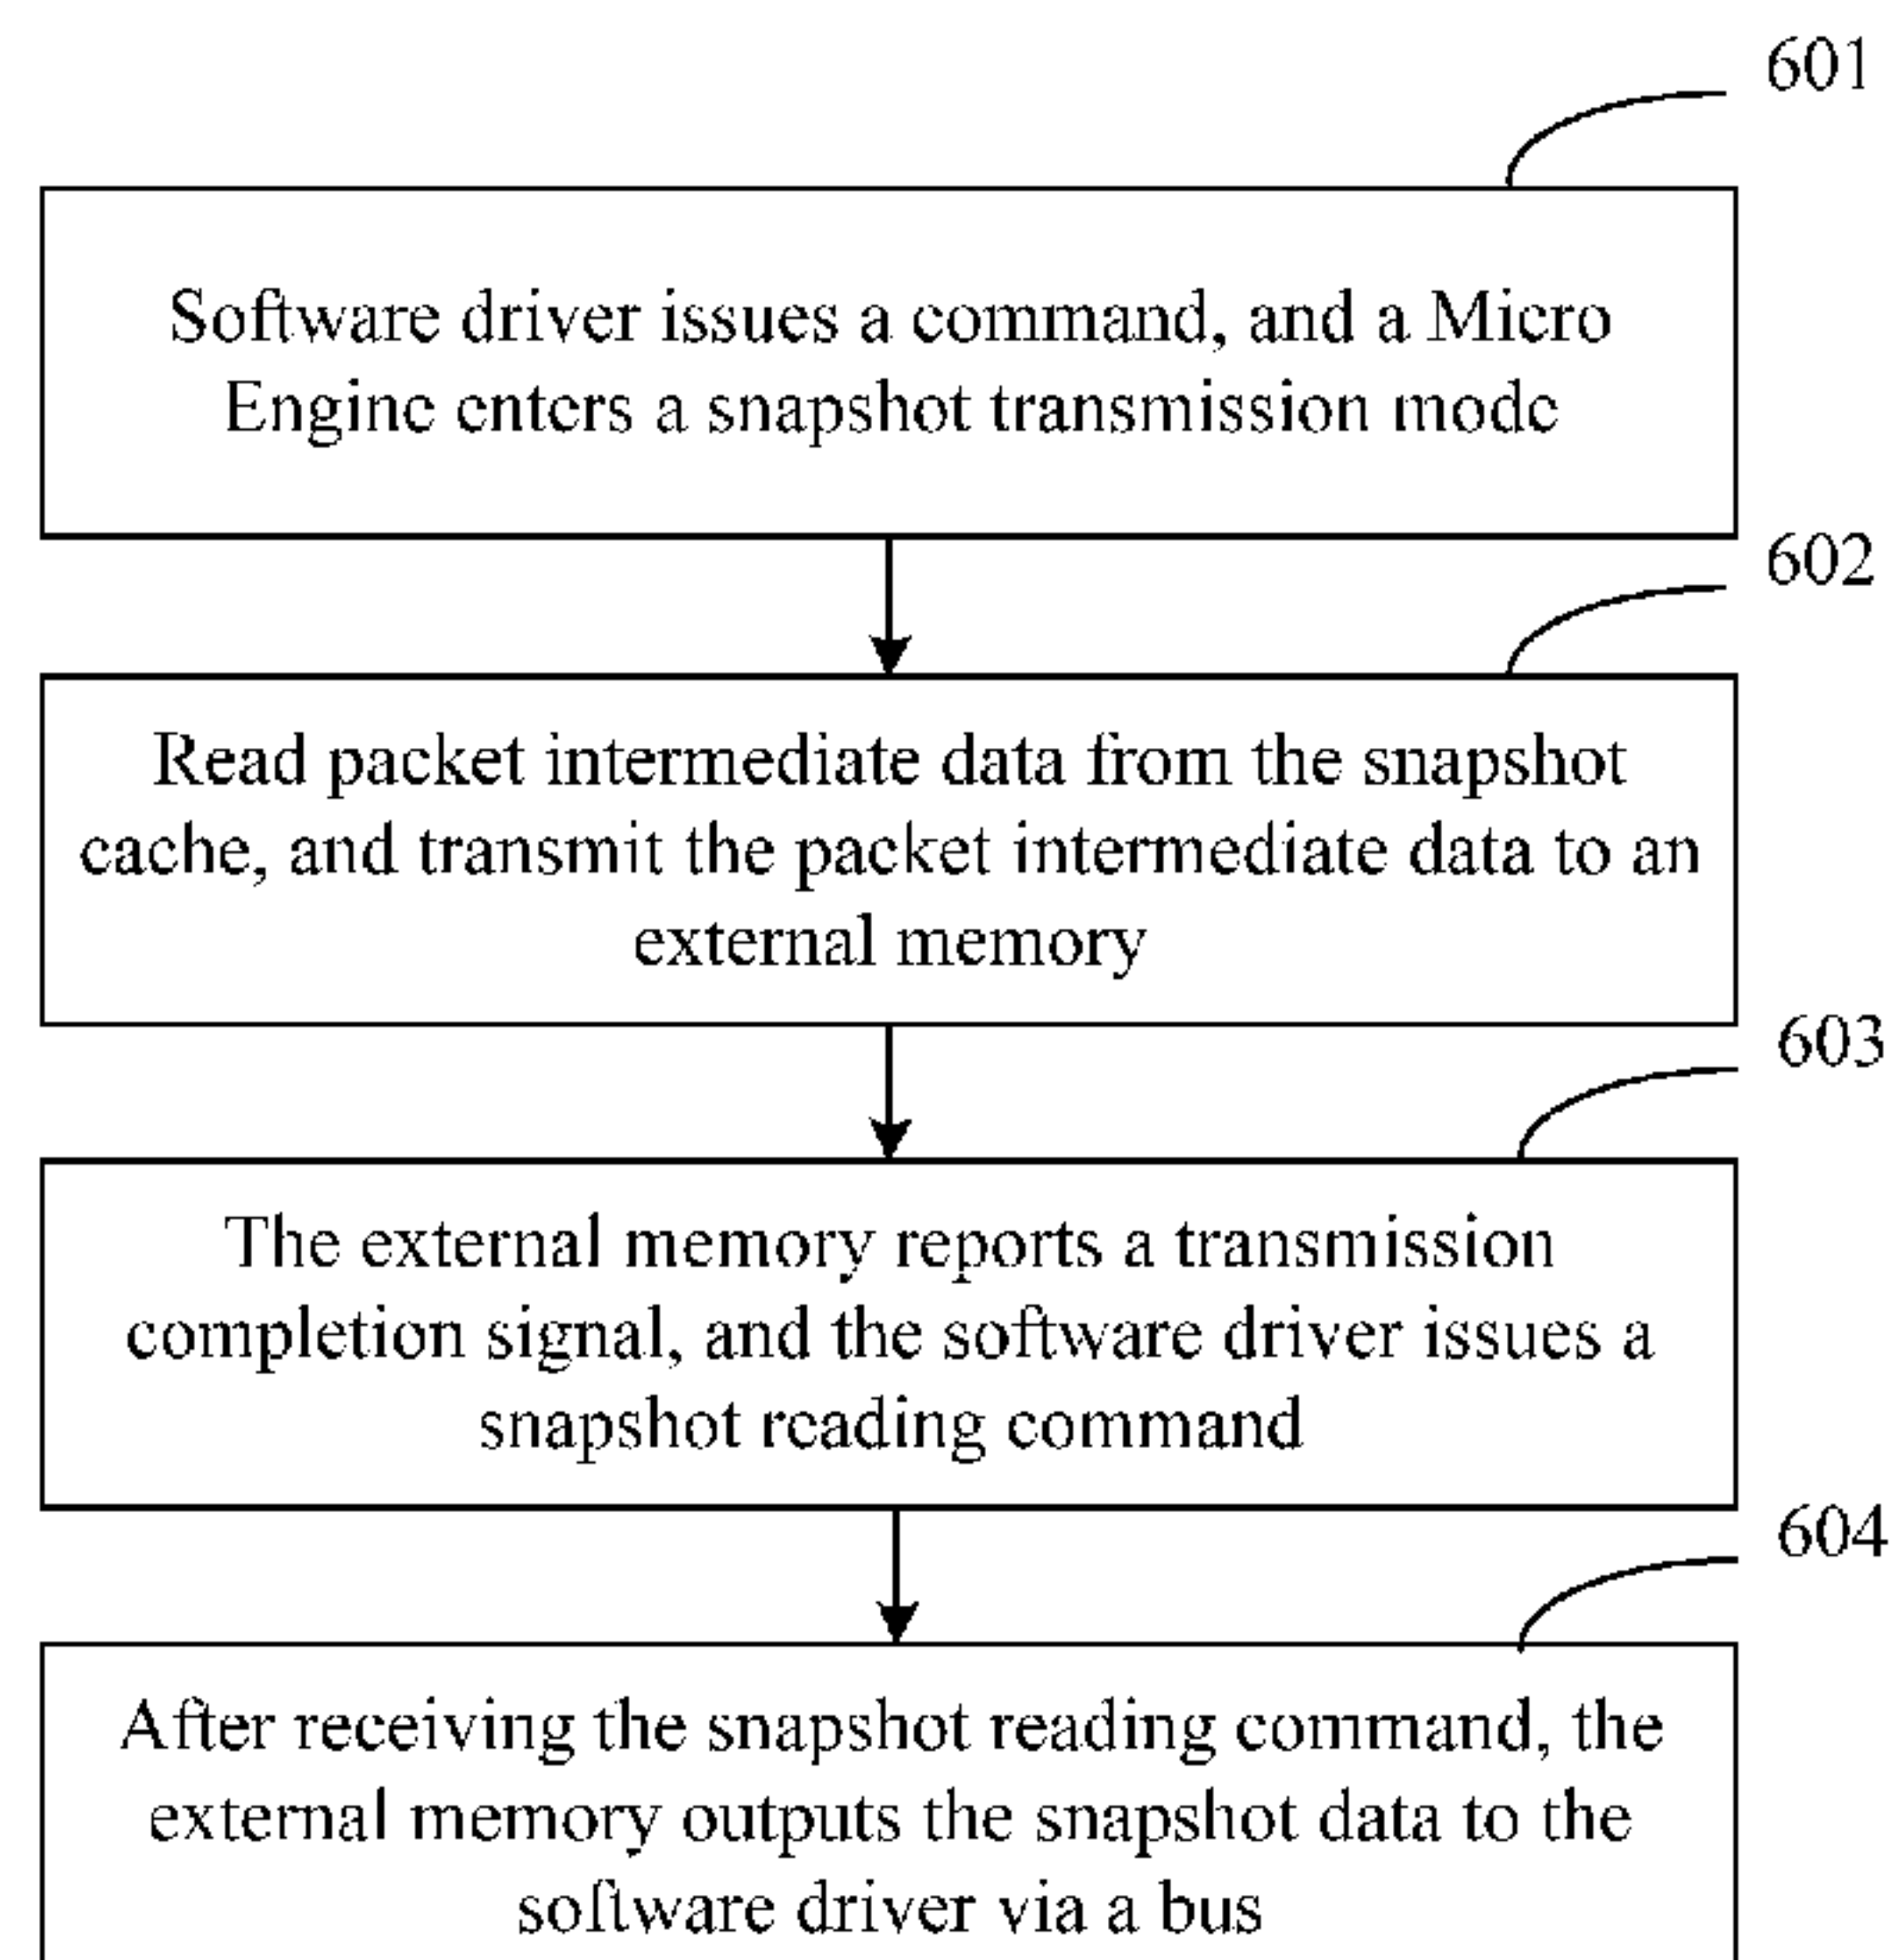 601
Software driver issues a command, and a Micro
Engine enters a snapshot transmission mode
602
Read packet intermediate data from the snapshot
cache, and transmit the packet intermediate data to an
external memory
603
The external memory reports a transmission
completion signal, and the software driver issues a
snapshot reading command
604
After receiving the snapshot reading command, the
external memory outputs the snapshot data to the
software driver via a bus